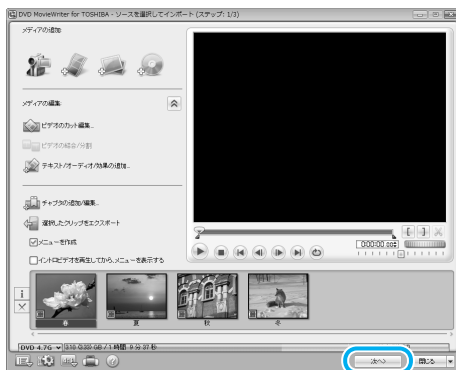 DVD MovieWriter for TOSHIBA - ソースを選択してインポート (ステップ: 1/3)
メディアの追加
メディアの編集
ビデオのカット編集...
ビデオの結合/分割
テキスト/オーディオ/効果の追加...
チャプタの追加/編集...
選択したクリップをエクスポート
メニューを作成
イントロビデオを再生してから、メニューを表示する
春
夏
秋
冬
DVD 4.7G
次へ>
閉じる